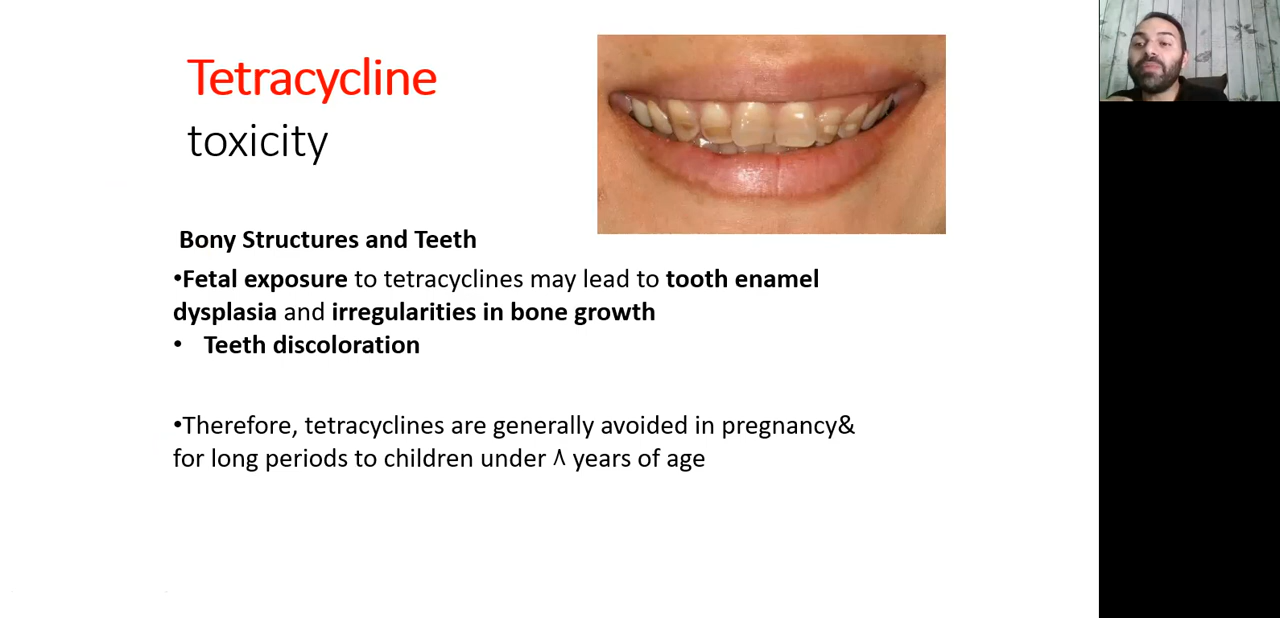 Tetracycline
toxicity
Bony Structures and Teeth
•Fetal exposure to tetracyclines may lead to tooth enamel
dysplasia and irregularities in bone growth
• Teeth discoloration
•Therefore, tetracyclines are generally avoided in pregnancy&
for long periods to children under ٨ years of age